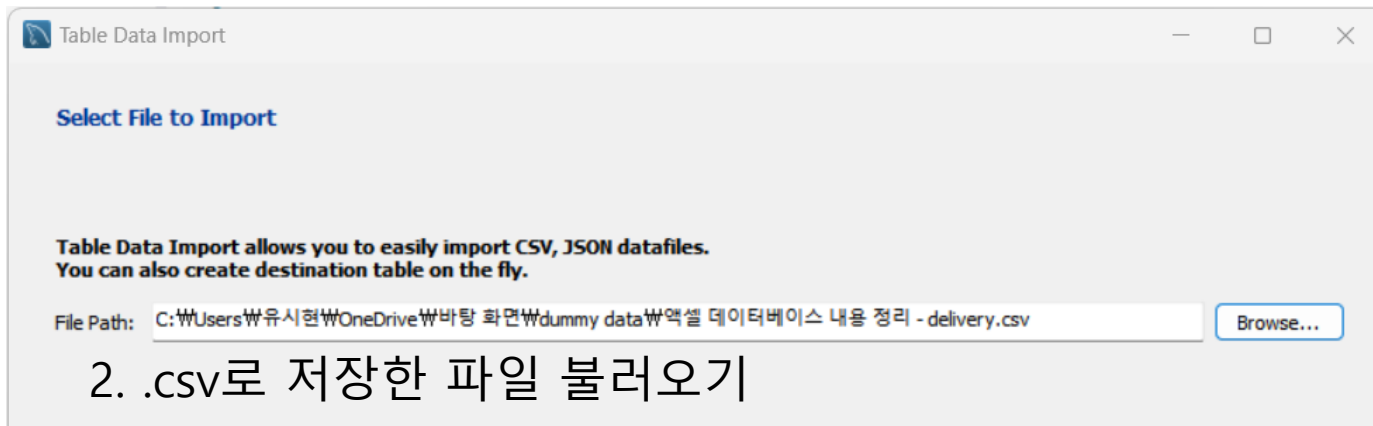 Table Data Import
Select File to Import
Table Data Import allows you to easily import CSV, JSON datafiles.
You can also create destination table on the fly.
File Path: C:₩Users₩유시현₩OneDrive₩바탕 화면₩dummy data₩액셀 데이터베이스 내용 정리 - delivery.csv Browse...
2. .csv로 저장한 파일 불러오기